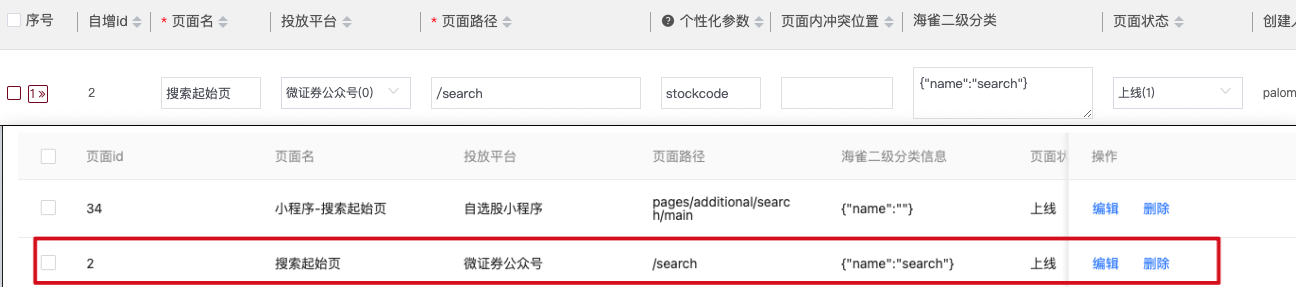 序号 自增id * 页面名 投放平台 * 页面路径 ? 个性化参数 页面内冲突位置 海雀二级分类 页面状态 创建人
1 » 2 搜索起始页 微证券公众号(0) /search stockcode {"name":"search"} 上线(1) palom
页面id 页面名 投放平台 页面路径 海雀二级分类信息 页面状 操作
34 小程序-搜索起始页 自选股小程序 pages/additional/searc {"name":""} 上线 编辑 删除
h/main
2 搜索起始页 微证券公众号 /search {"name":"search"} 上线 编辑 删除